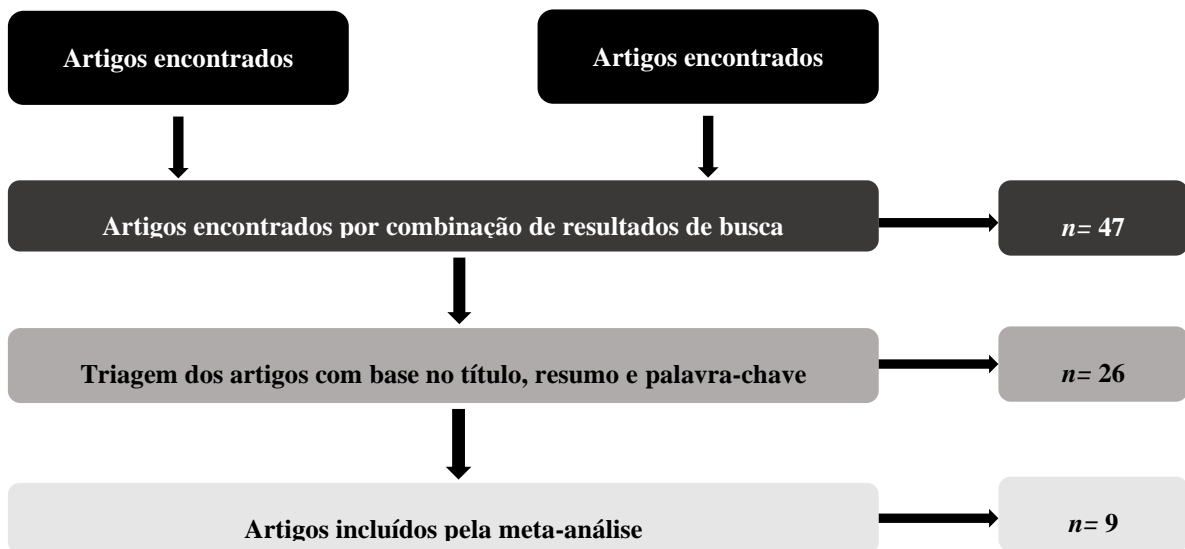 Artigos encontrados
Artigos encontrados
Artigos encontrados por combinação de resultados de busca
n= 47
Triagem dos artigos com base no título, resumo e palavra-chave
n= 26
Artigos incluídos pela meta-análise
n= 9